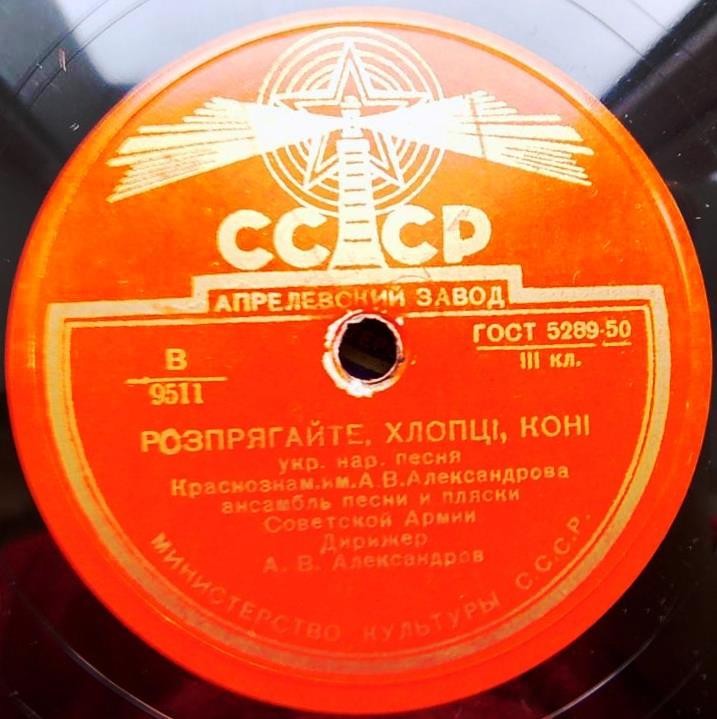 СССР
АПРЕЛЕВСКИЙ ЗАВОД
ГОСТ 5289-50
В
III кл.
9511
РОЗПРЯГАЙТЕ, ХЛОПЦІ, КОНІ
укр. нар. песня
Краснознам.им.А.В.Александрова
ансамбль песни и пляски
Советской Армии
Дирижер
А. В. Александров
МИНИСТЕРСТВО КУЛЬТУРЫ С.С.С.Р.